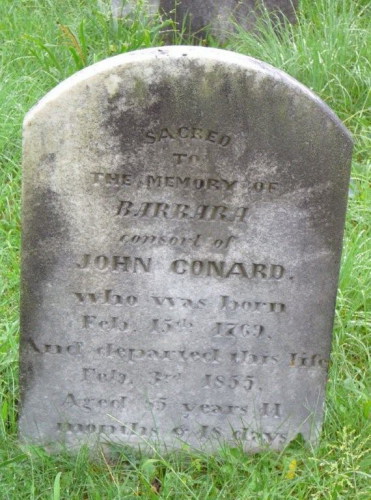 SACRED
TO
THE MEMORY OF
BARBARA
consort of
JOHN CONARD.
who was born
Feb. 15th 1769.
And departed this life
Feb. 3rd 1855.
Aged 85 years 11
months & 18 days